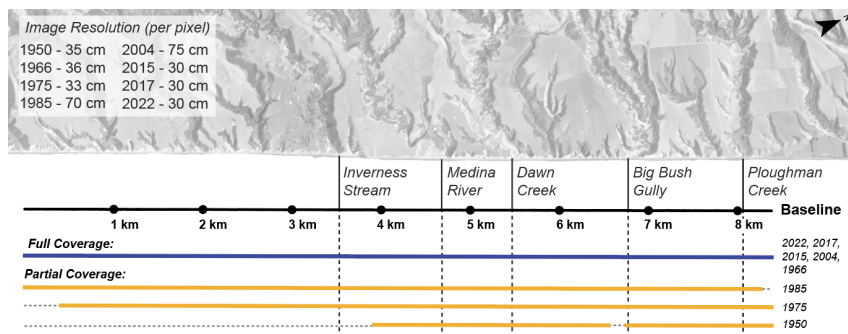 Image Resolution (per pixel)
1950 - 35 cm 2004 - 75 cm
1966 - 36 cm 2015 - 30 cm
1975 - 33 cm 2017 - 30 cm
1985 - 70 cm 2022 - 30 cm
Inverness Stream
Medina River
Dawn Creek
Big Bush Gully
Ploughman Creek
Baseline
1 km 2 km 3 km 4 km 5 km 6 km 7 km 8 km
Full Coverage:
2022, 2017,
2015, 2004,
1966
Partial Coverage:
1985
1975
1950